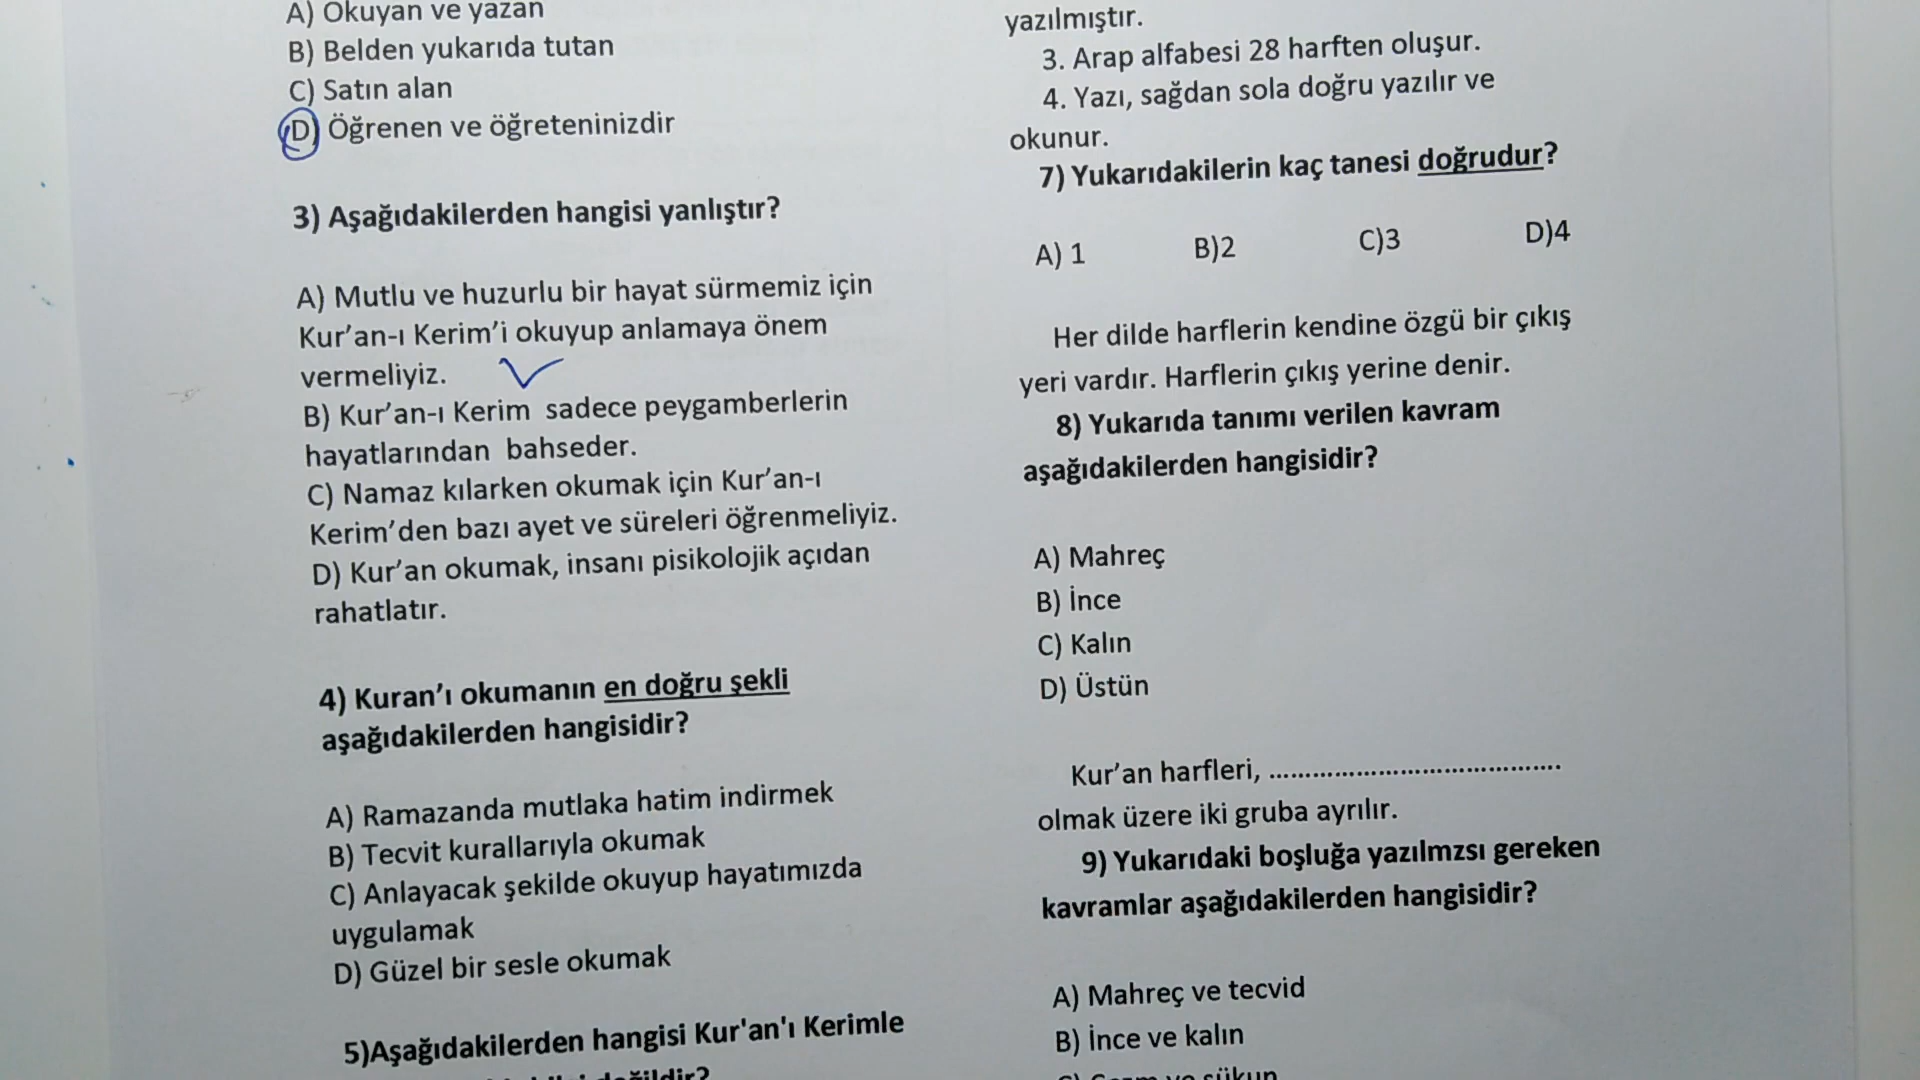 A) Okuyan ve yazan
B) Belden yukarıda tutan
C) Satın alan
D) Öğrenen ve öğreteninizdir
3) Aşağıdakilerden hangisi yanlıştır?
A) Mutlu ve huzurlu bir hayat sürmemiz için
Kur’an-ı Kerim’i okuyup anlamaya önem
vermeliyiz.
B) Kur’an-ı Kerim sadece peygamberlerin
hayatlarından bahseder.
C) Namaz kılarken okumak için Kur’an-ı
Kerim’den bazı ayet ve süreleri öğrenmeliyiz.
D) Kur’an okumak, insanı pisikolojik açıdan
rahatlatır.
4) Kuran’ı okumanın en doğru şekli
aşağıdakilerden hangisidir?
A) Ramazanda mutlaka hatim indirmek
B) Tecvit kurallarıyla okumak
C) Anlayacak şekilde okuyup hayatımızda
uygulamak
D) Güzel bir sesle okumak
5)Aşağıdakilerden hangisi Kur'an'ı Kerimle
değildir?
yazılmıştır.
3. Arap alfabesi 28 harften oluşur.
4. Yazı, sağdan sola doğru yazılır ve
okunur.
7) Yukarıdakilerin kaç tanesi doğrudur?
A) 1 B)2 C)3 D)4
Her dilde harflerin kendine özgü bir çıkış
yeri vardır. Harflerin çıkış yerine denir.
8) Yukarıda tanımı verilen kavram
aşağıdakilerden hangisidir?
A) Mahreç
B) İnce
C) Kalın
D) Üstün
Kur’an harfleri, ........................................
olmak üzere iki gruba ayrılır.
9) Yukarıdaki boşluğa yazılmzsı gereken
kavramlar aşağıdakilerden hangisidir?
A) Mahreç ve tecvid
B) İnce ve kalın
C) Cezm ve sükun